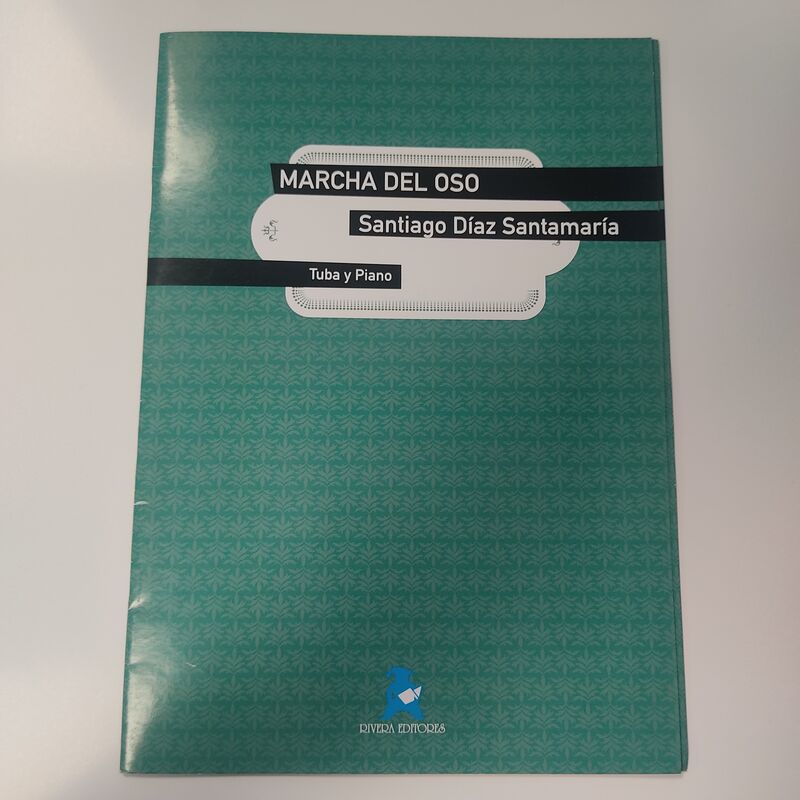 MARCHA DEL OSO
Santiago Díaz Santamaría
Tuba y Piano
RIVERA EDITORES